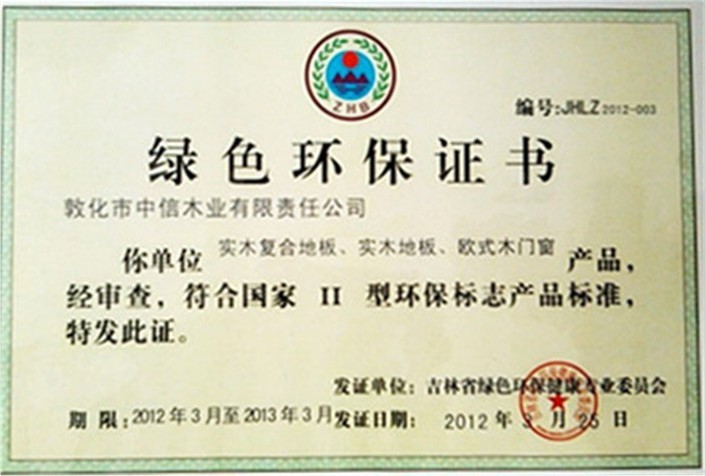 ZHB
编号:JHLZ2012-003
绿色环保证书
敦化市中信木业有限责任公司
你单位 实木复合地板、实木地板、欧式木门窗 产品，
经审查，符合国家 II 型环保标志产品标准，
特发此证。
发证单位：吉林省绿色环保健康专业委员会
期限:2012年3月至2013年3月 发证日期: 2012年3月25日